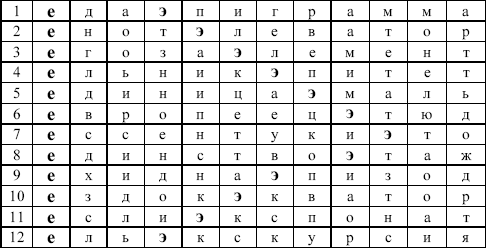 1 е д а э п и г р а м м а
2 е н о т э л е в а т о р
3 е г о з а э л е м е н т
4 е л ь н и к э п и т е т
5 е д и н и ц а э м а л ь
6 е в р о п е е ц э т ю д
7 е с с е н т у к и э т о
8 е д и н с т в о э т а ж
9 е х и д н а э п и з о д
10 е з д о к э к в а т о р
11 е с л и э к с п о н а т
12 е л ь э к с к у р с и я